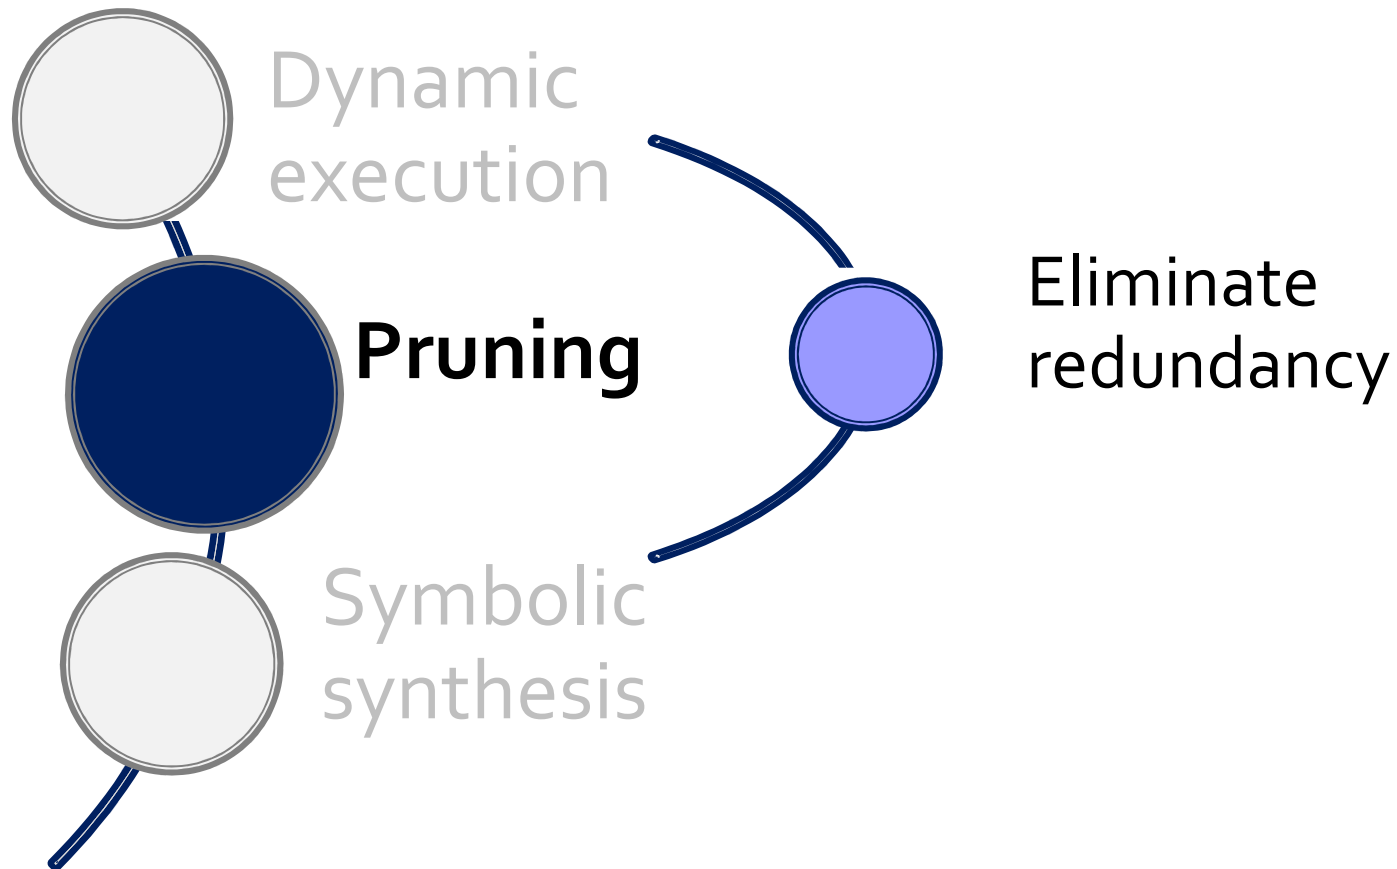 Dynamic
execution
Pruning
Eliminate
redundancy
Symbolic
synthesis